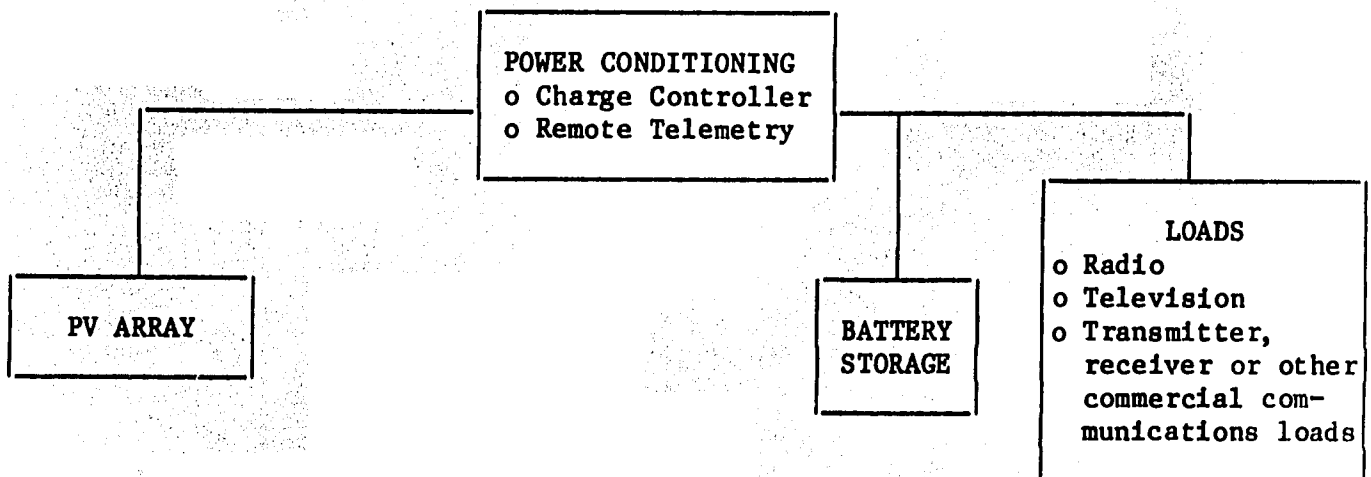 POWER CONDITIONING
o Charge Controller
o Remote Telemetry
PV ARRAY
BATTERY
STORAGE
LOADS
o Radio
o Television
o Transmitter,
receiver or other
commercial com-
munications loads